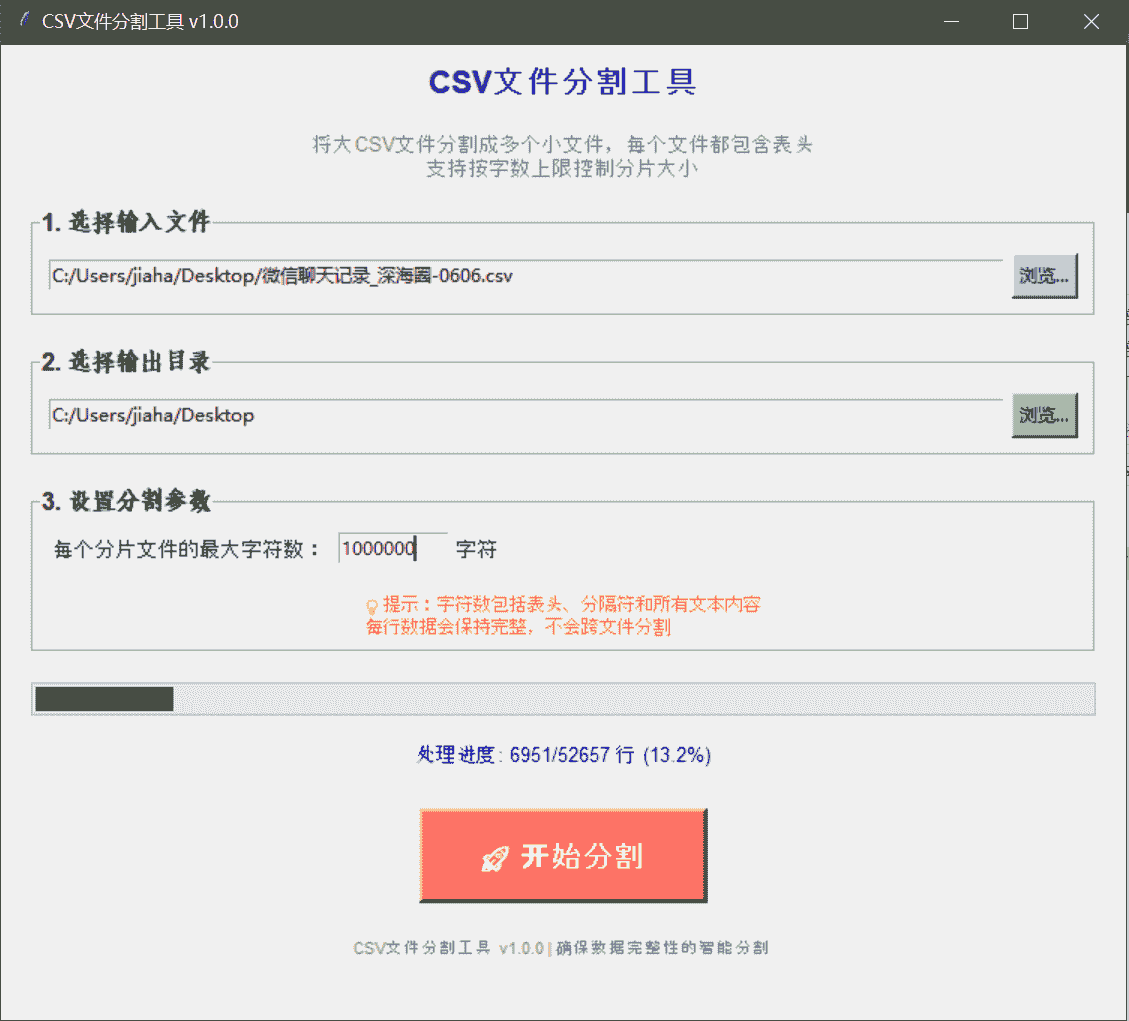 CSV文件分割工具 v1.0.0
CSV文件分割工具
将大CSV文件分割成多个小文件，每个文件都包含表头
支持按字数上限控制分片大小
1. 选择输入文件
C:/Users/jiaha/Desktop/微信聊天记录_深海圈-0606.csv
浏览...
2. 选择输出目录
C:/Users/jiaha/Desktop
浏览...
3. 设置分割参数
每个分片文件的最大字符数： 1000000 字符
💡 提示：字符数包括表头、分隔符和所有文本内容
每行数据会保持完整，不会跨文件分割
处理进度: 6951/52657 行 (13.2%)
🚀 开始分割
CSV文件分割工具 v1.0.0 | 确保数据完整性的智能分割